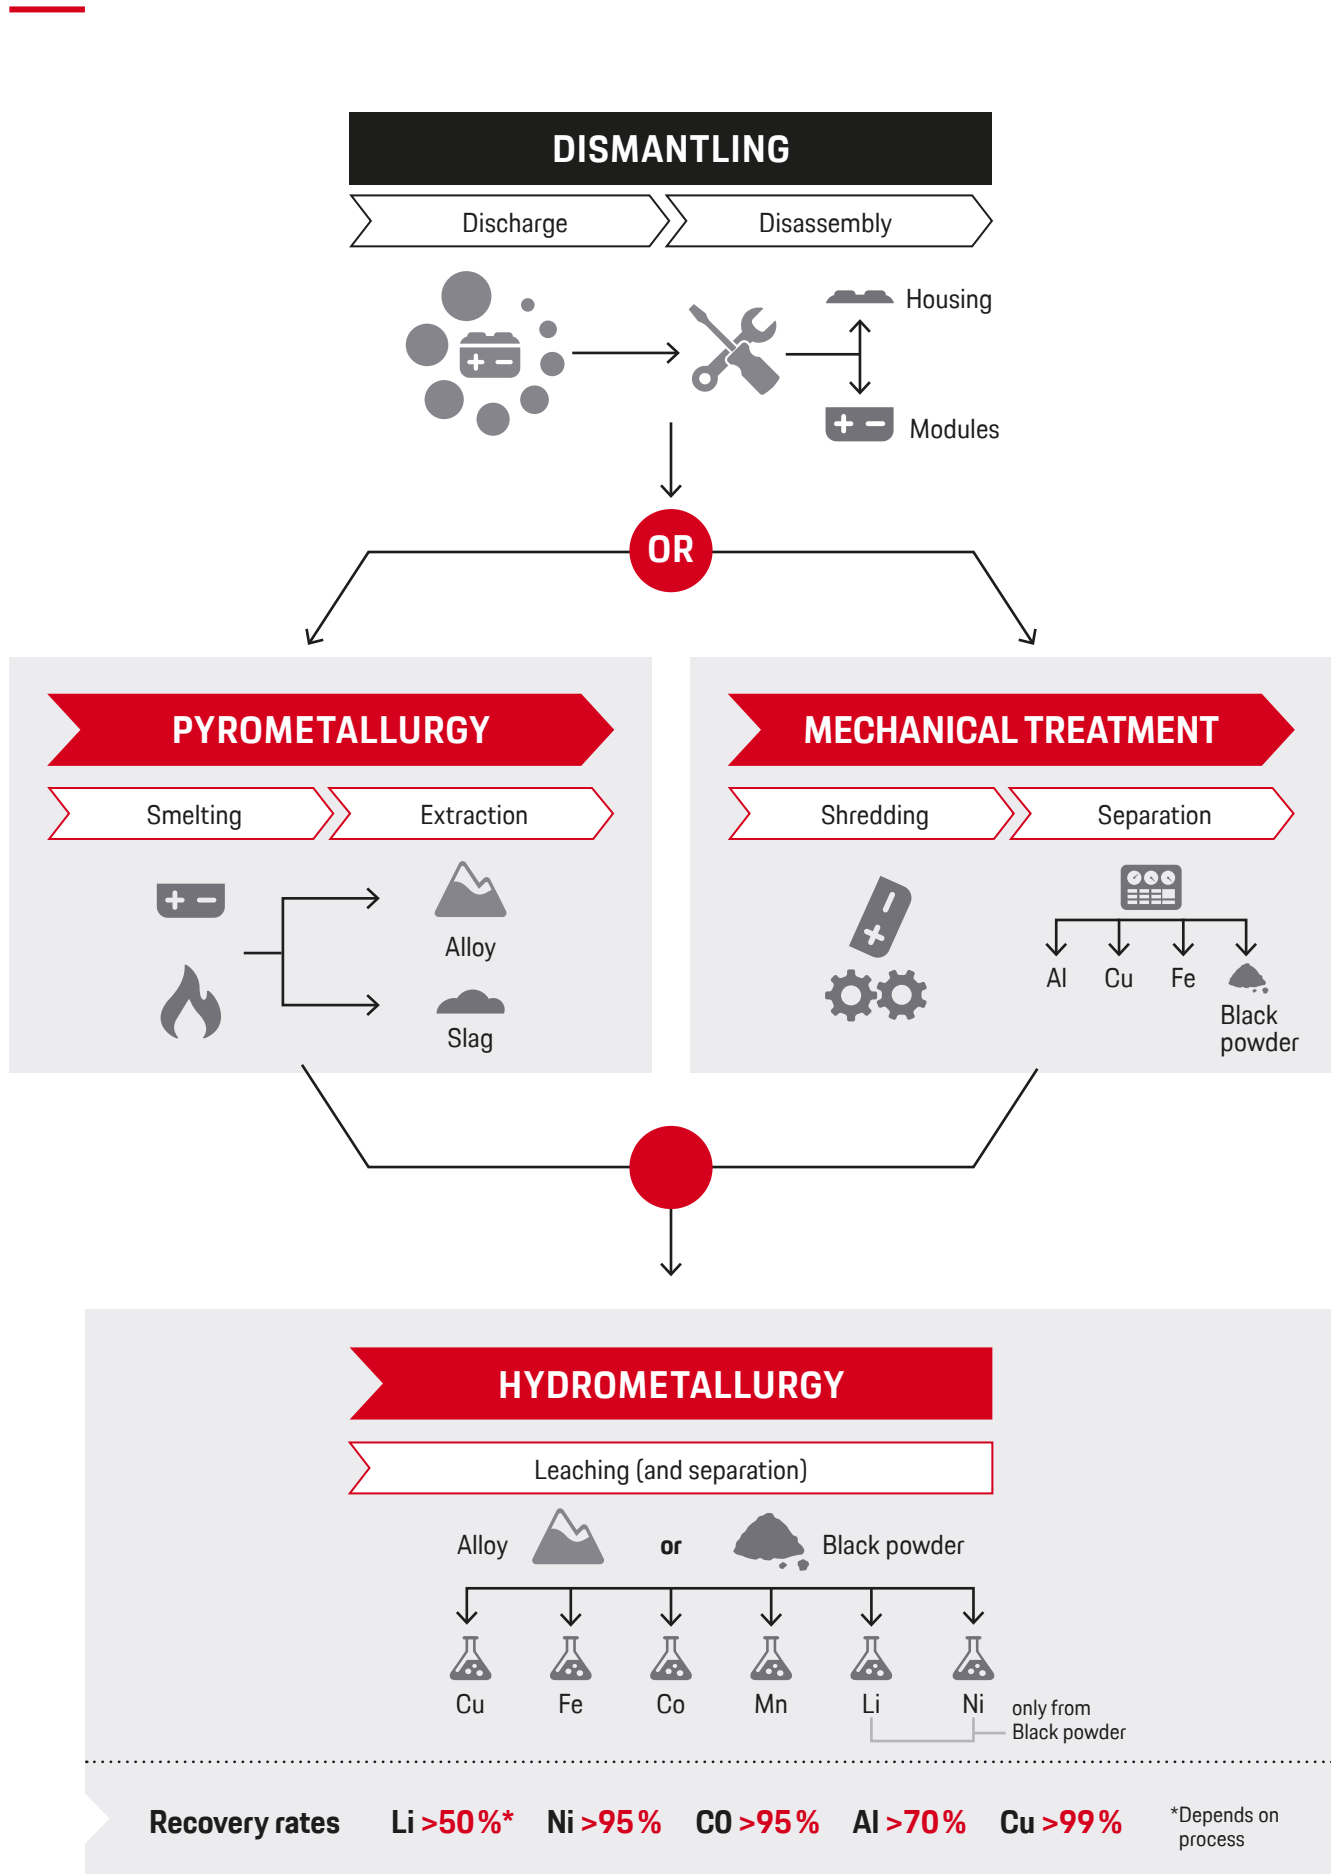 DISMANTLING
Discharge
Disassembly
Housing
Modules
OR
PYROMETALLURGY
Smelting
Extraction
Alloy
Slag
MECHANICAL TREATMENT
Shredding
Separation
Al
Cu
Fe
Black
powder
HYDROMETALLURGY
Leaching (and separation)
Alloy
or
Black powder
Cu
Fe
Co
Mn
Li
Ni
only from
Black powder
Recovery rates
Li >50 %*
Ni >95 %
CO >95 %
Al >70 %
Cu >99 %
*Depends on
process